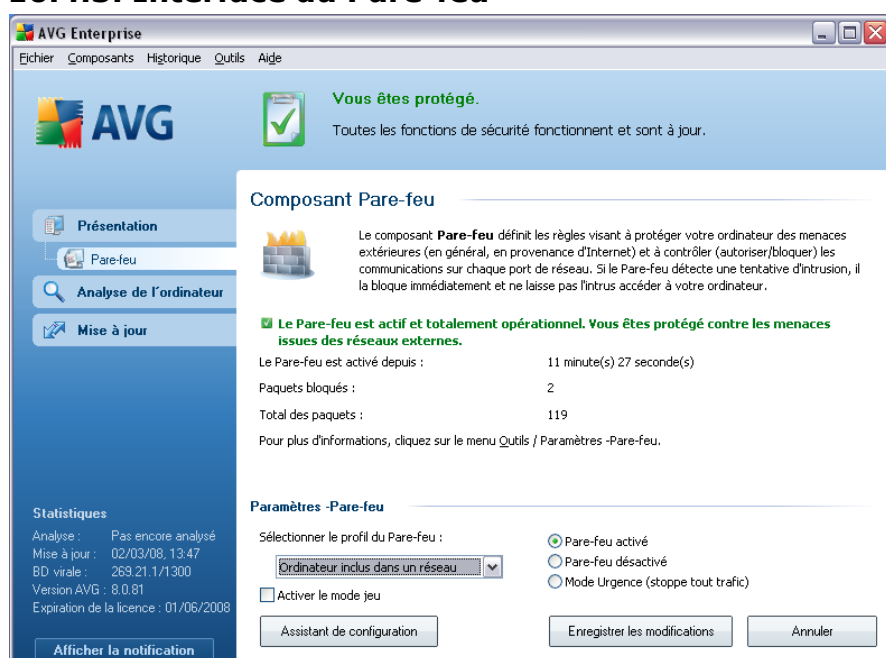 AVG Enterprise
Fichier Composants Historique Outils Aide
AVG
Vous êtes protégé.
Toutes les fonctions de sécurité fonctionnent et sont à jour.
Présentation
Pare-feu
Analyse de l'ordinateur
Mise à jour
Composant Pare-feu
Le composant Pare-feu définit les règles visant à protéger votre ordinateur des menaces
extérieures (en général, en provenance d'Internet) et à contrôler (autoriser/bloquer) les
communications sur chaque port de réseau. Si le Pare-feu détecte une tentative d'intrusion, il
la bloque immédiatement et ne laisse pas l'intrus accéder à votre ordinateur.
Le Pare-feu est actif et totalement opérationnel. Vous êtes protégé contre les menaces
issues des réseaux externes.
Le Pare-feu est activé depuis : 11 minute(s) 27 seconde(s)
Paquets bloqués : 2
Total des paquets : 119
Pour plus d'informations, cliquez sur le menu Outils / Paramètres -Pare-feu.
Paramètres -Pare-feu
Sélectionner le profil du Pare-feu :
Ordinateur inclus dans un réseau
Activer le mode jeu
Pare-feu activé
Pare-feu désactivé
Mode Urgence (stoppe tout trafic)
Assistant de configuration
Enregistrer les modifications
Annuler
Statistiques
Analyse : Pas encore analysé
Mise à jour : 02/03/08, 13:47
BD virale : 269.21.1/1300
Version AVG : 8.0.81
Expiration de la licence : 01/06/2008
Afficher la notification